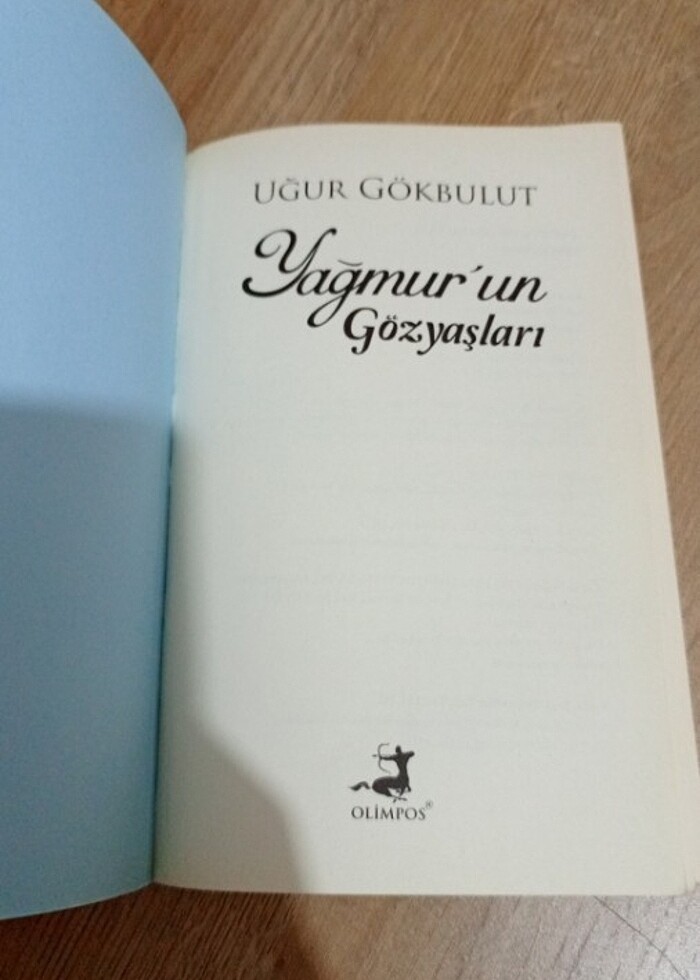 UĞUR GÖKBULUT
Yağmur'un
Gözyaşları
OLİMPOS®